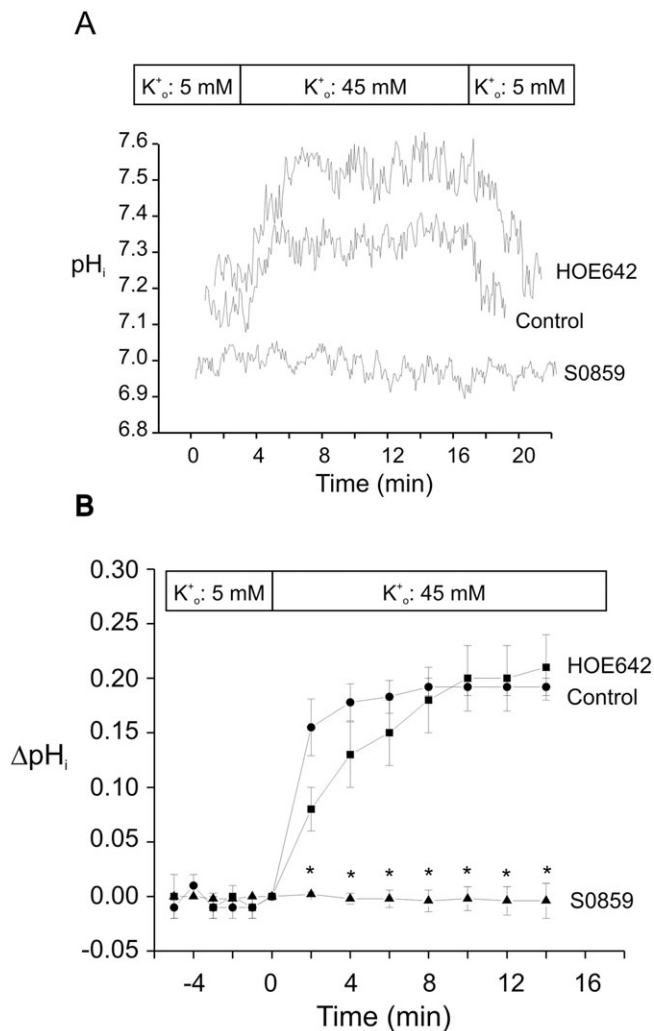 A
K⁺ₒ: 5 mM K⁺ₒ: 45 mM K⁺ₒ: 5 mM
7.6
7.5
7.3
7.2
7.1
7.0
6.9
6.8
pHᵢ
HOE642
Control
S0859
0 4 8 12 16 20
Time (min)
B
0.30
0.25
0.20
0.15
0.10
0.05
0.00
-0.05
ΔpHᵢ
K⁺ₒ: 5 mM K⁺ₒ: 45 mM
HOE642
Control
* * * * * * *
S0859
-4 0 4 8 12 16
Time (min)